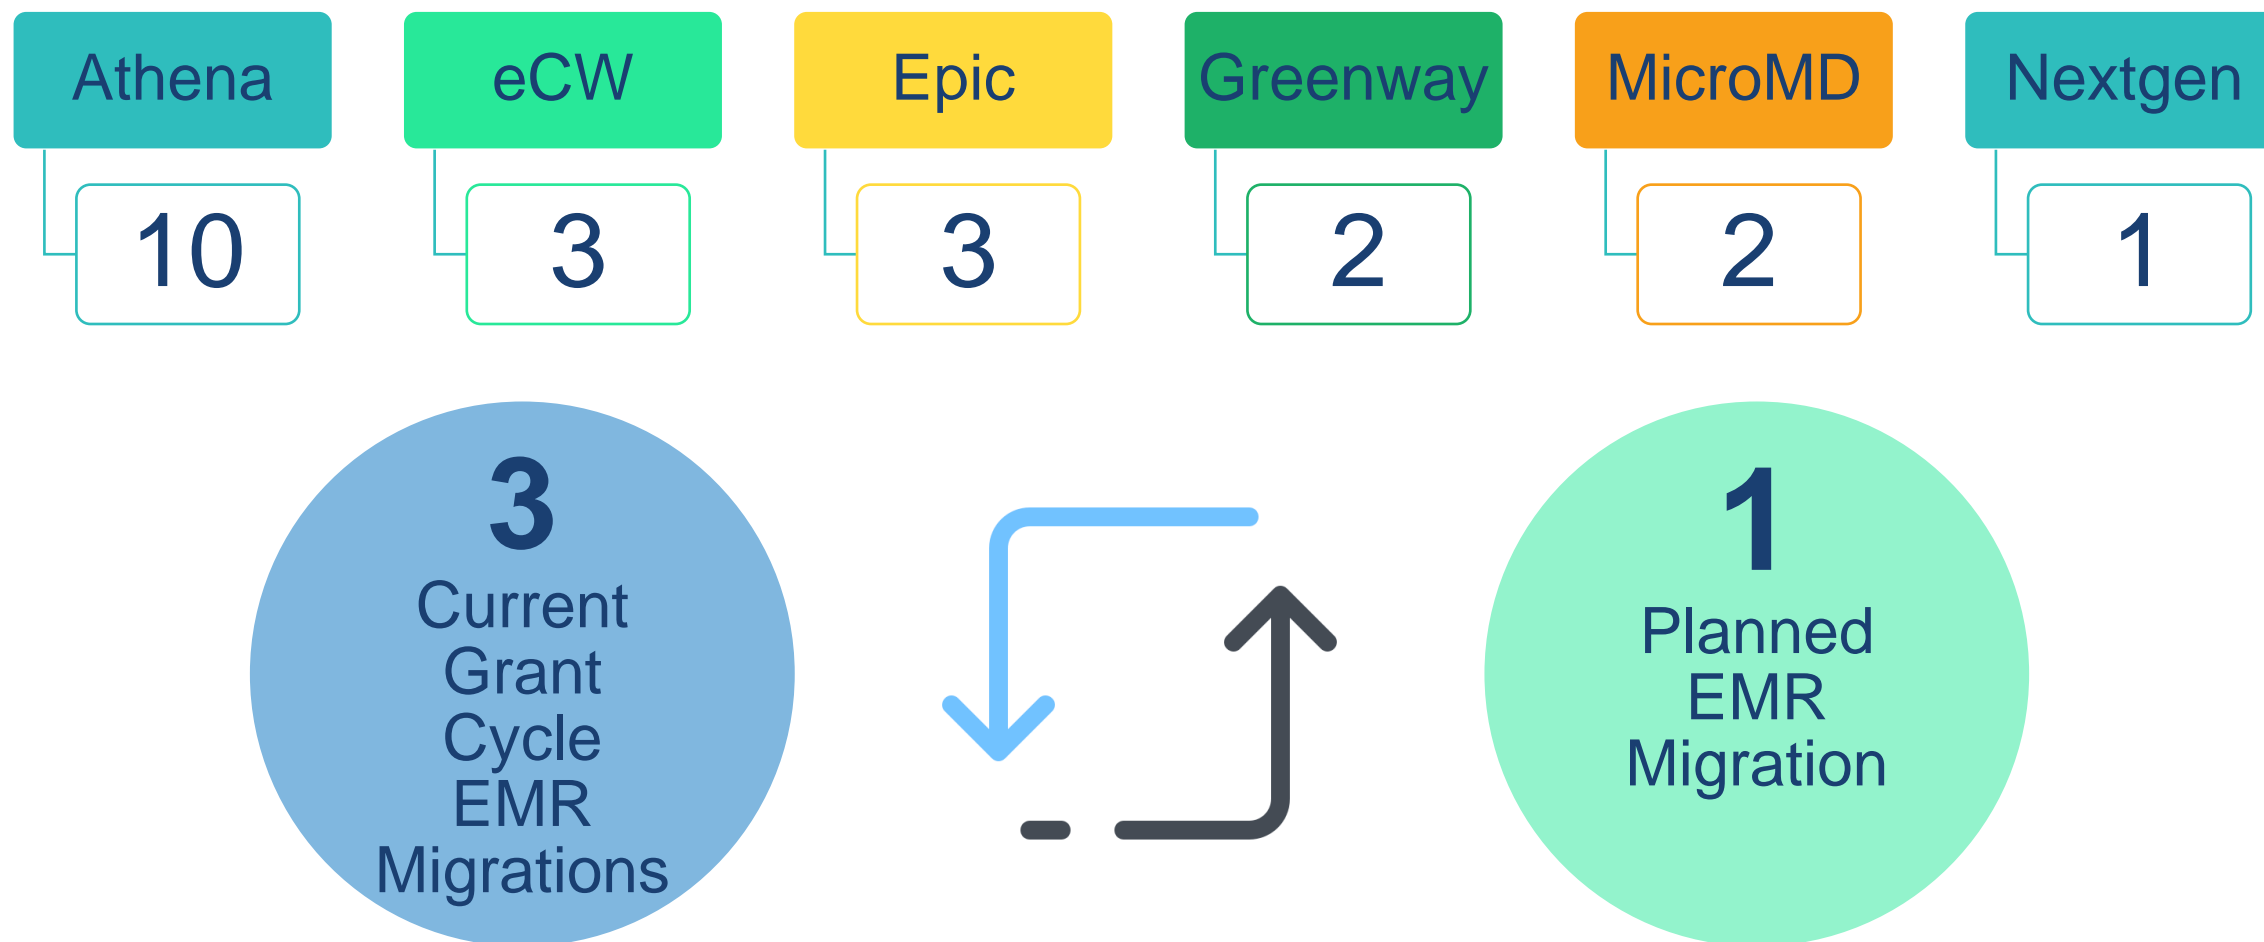 Athena
eCW
Epic
Greenway
MicroMD
Nextgen
10
3
3
2
2
1
3
Current
Grant
Cycle
EMR
Migrations
1
Planned
EMR
Migration